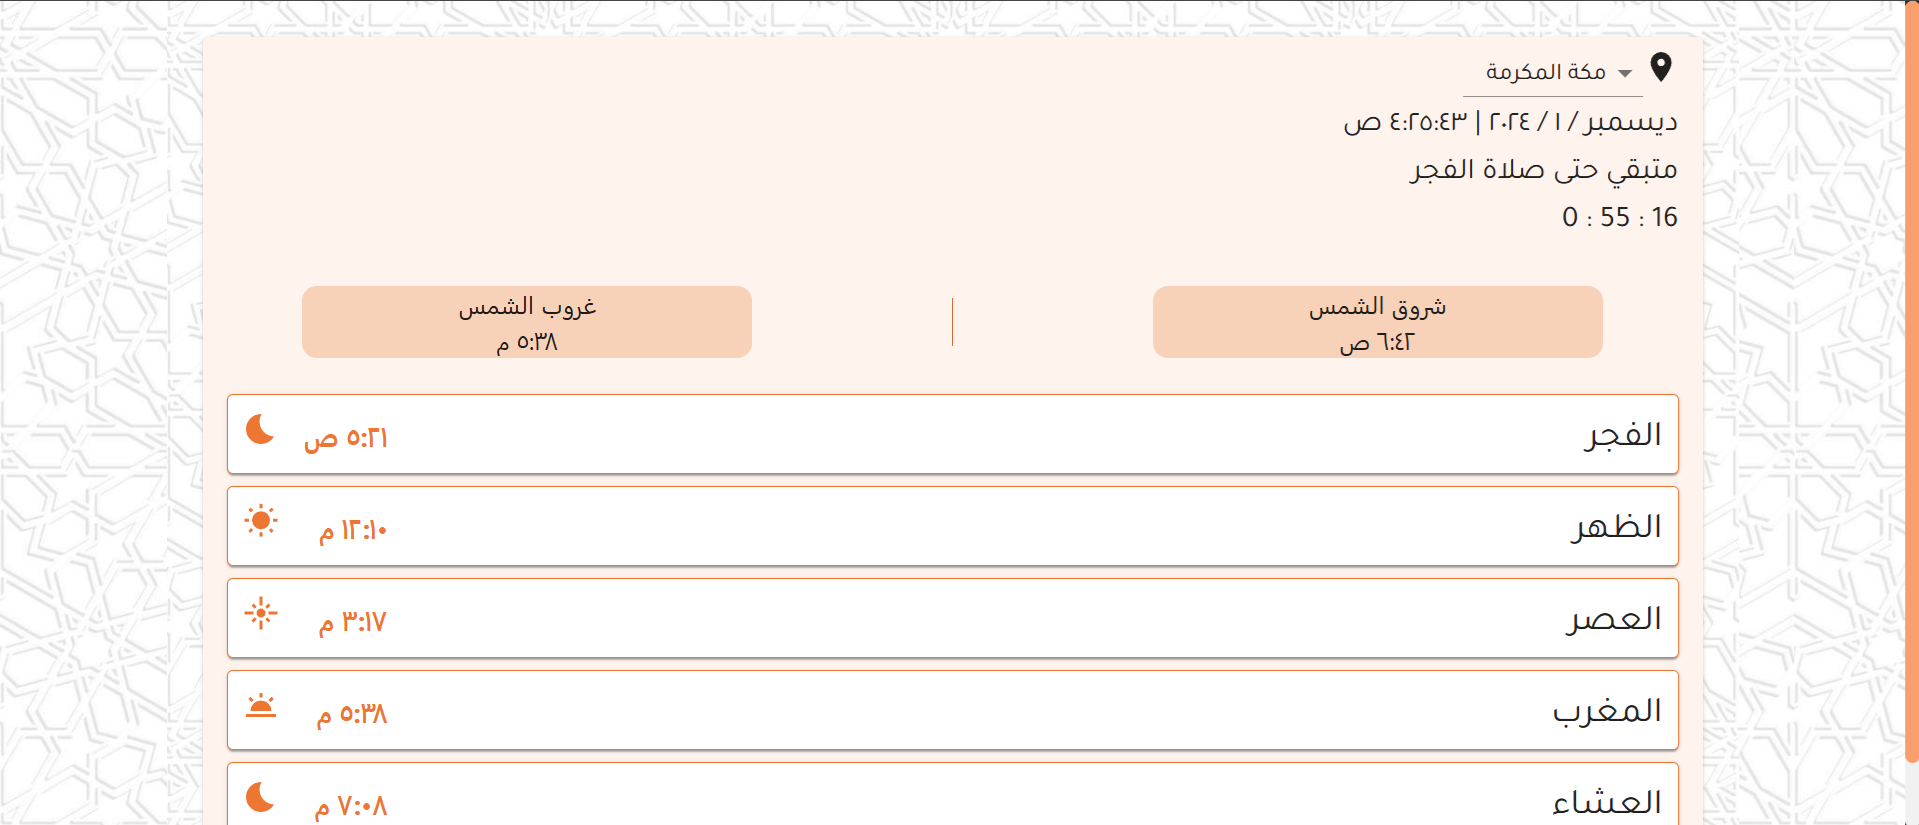 مكة المكرمة
ديسمبر / ١ / ٢٠٢٤ | ٤:٢٥:٤٣ ص
متبقي حتى صلاة الفجر
0 : 55 : 16
شروق الشمس
٦:٤٢ ص
غروب الشمس
٥:٣٨ م
الفجر
٥:٢١ ص
الظهر
١٢:١٠ م
العصر
٣:١٧ م
المغرب
٥:٣٨ م
العشاء
٧:٠٨ م